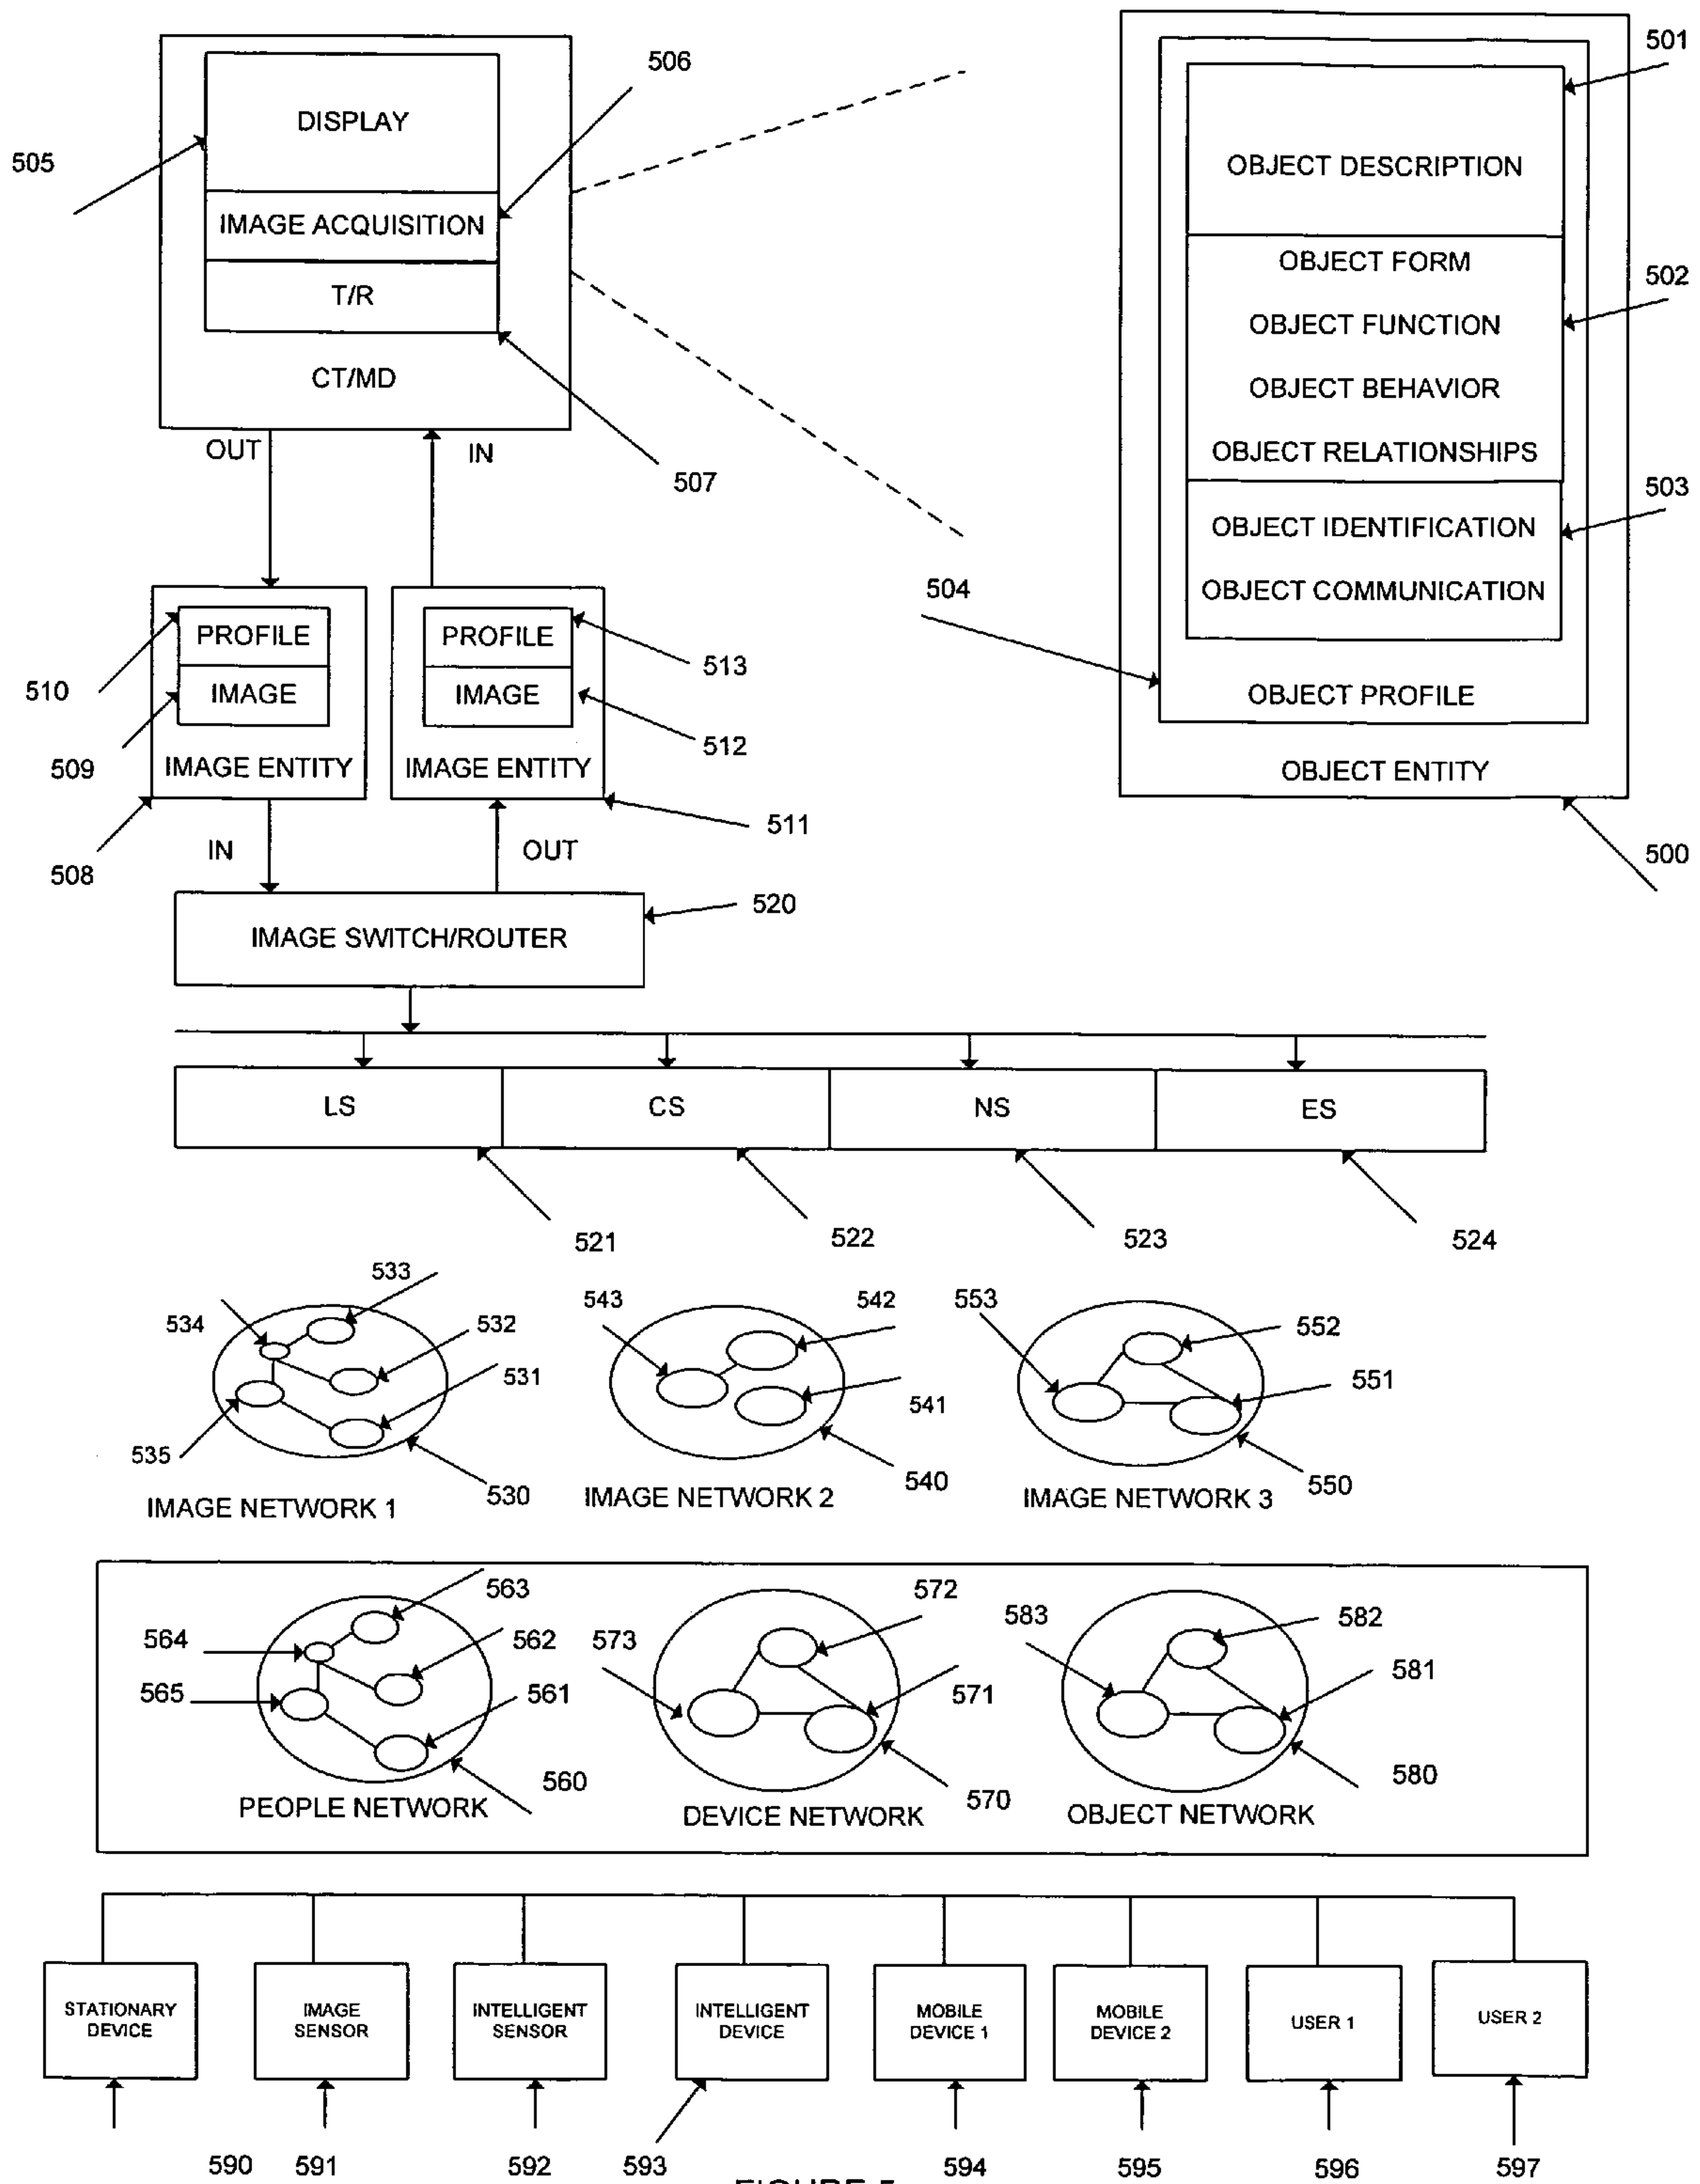 501
506
DISPLAY
505
OBJECT DESCRIPTION
IMAGE ACQUISITION
OBJECT FORM
502
T/R
OBJECT FUNCTION
CT/MD
OBJECT BEHAVIOR
OUT
IN
OBJECT RELATIONSHIPS
507
503
OBJECT IDENTIFICATION
504
OBJECT COMMUNICATION
PROFILE
PROFILE
513
510
IMAGE
IMAGE
OBJECT PROFILE
512
509
IMAGE ENTITY
IMAGE ENTITY
OBJECT ENTITY
511
508
IN
OUT
500
520
IMAGE SWITCH/ROUTER
LS
CS
NS
ES
521
522
523
524
533
543
542
553
534
532
552
531
551
541
535
530
540
550
IMAGE NETWORK 1
IMAGE NETWORK 2
IMAGE NETWORK 3
563
572
583
582
564
562
573
581
565
561
571
560
570
580
PEOPLE NETWORK
DEVICE NETWORK
OBJECT NETWORK
STATIONARY
DEVICE
IMAGE
SENSOR
INTELLIGENT
SENSOR
INTELLIGENT
DEVICE
MOBILE
DEVICE 1
MOBILE
DEVICE 2
USER 1
USER 2
590
591
592
593
594
595
596
597